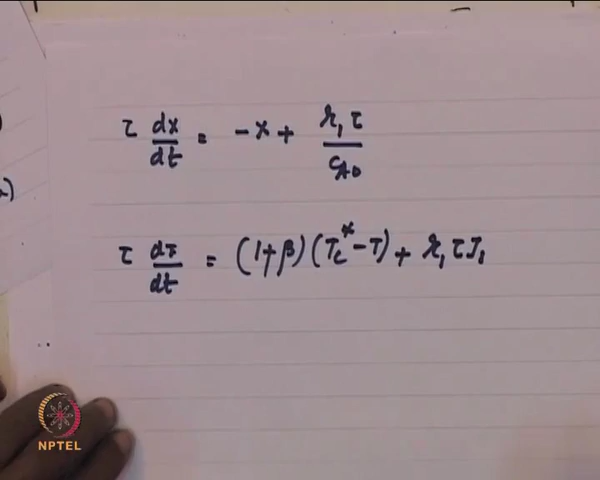 τ dx/dt = -x + r₁τ/C_A0
τ dT/dt = (1+β)(T_c* - T) + r₁τJ₁
NPTEL